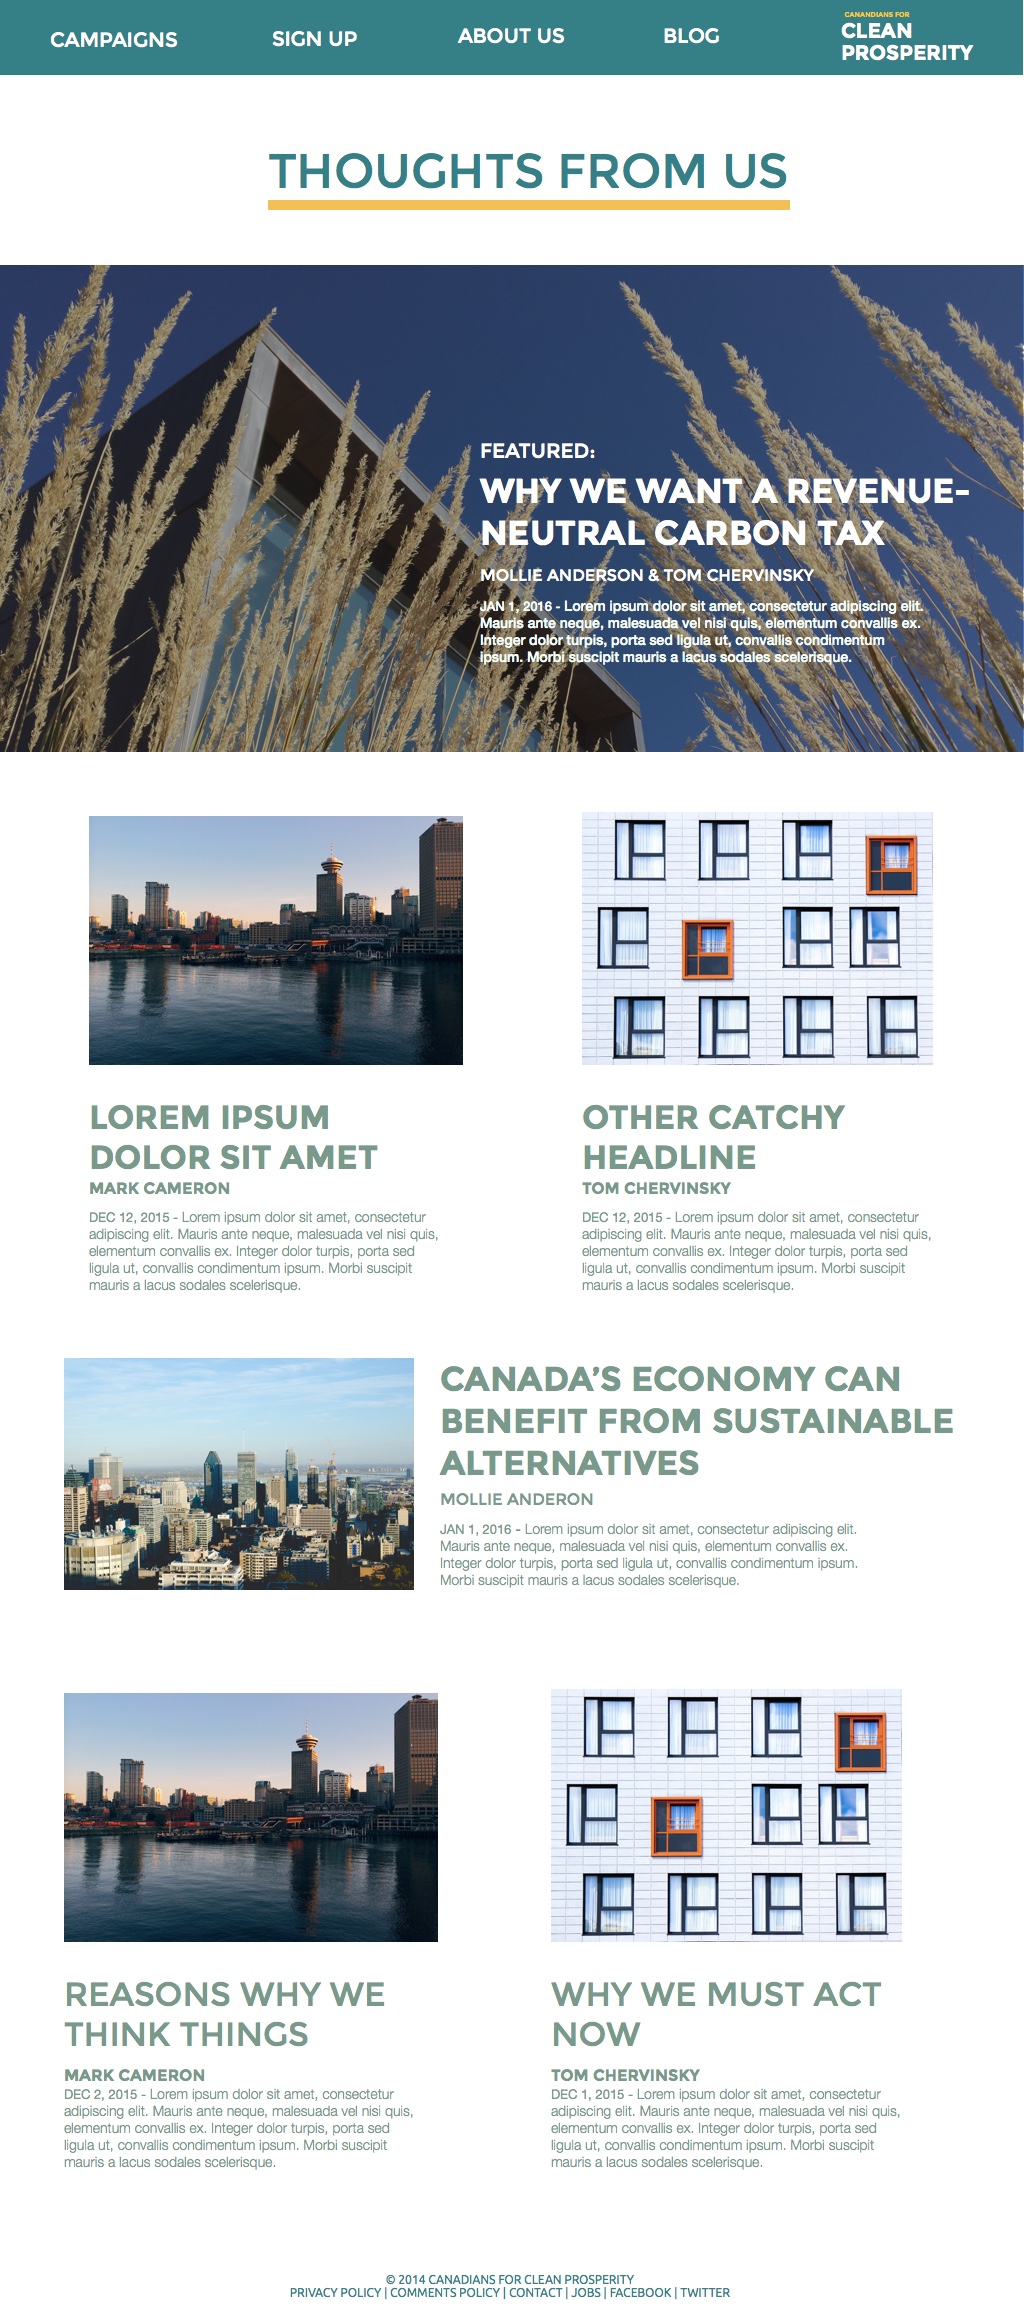 CAMPAIGNS
SIGN UP
ABOUT US
BLOG
CANANDIANS FOR
CLEAN
PROSPERITY
THOUGHTS FROM US
FEATURED:
WHY WE WANT A REVENUE-
NEUTRAL CARBON TAX
MOLLIE ANDERSON & TOM CHERVINSKY
JAN 1, 2016 - Lorem ipsum dolor sit amet, consectetur adipiscing elit.
Mauris ante neque, malesuada vel nisi quis, elementum convallis ex.
Integer dolor turpis, porta sed ligula ut, convallis condimentum
ipsum. Morbi suscipit mauris a lacus sodales scelerisque.
LOREM IPSUM
DOLOR SIT AMET
MARK CAMERON
DEC 12, 2015 - Lorem ipsum dolor sit amet, consectetur
adipiscing elit. Mauris ante neque, malesuada vel nisi quis,
elementum convallis ex. Integer dolor turpis, porta sed
ligula ut, convallis condimentum ipsum. Morbi suscipit
mauris a lacus sodales scelerisque.
OTHER CATCHY
HEADLINE
TOM CHERVINSKY
DEC 12, 2015 - Lorem ipsum dolor sit amet, consectetur
adipiscing elit. Mauris ante neque, malesuada vel nisi quis,
elementum convallis ex. Integer dolor turpis, porta sed
ligula ut, convallis condimentum ipsum. Morbi suscipit
mauris a lacus sodales scelerisque.
CANADA'S ECONOMY CAN
BENEFIT FROM SUSTAINABLE
ALTERNATIVES
MOLLIE ANDERON
JAN 1, 2016 - Lorem ipsum dolor sit amet, consectetur adipiscing elit.
Mauris ante neque, malesuada vel nisi quis, elementum convallis ex.
Integer dolor turpis, porta sed ligula ut, convallis condimentum ipsum.
Morbi suscipit mauris a lacus sodales scelerisque.
REASONS WHY WE
THINK THINGS
MARK CAMERON
DEC 2, 2015 - Lorem ipsum dolor sit amet, consectetur
adipiscing elit. Mauris ante neque, malesuada vel nisi quis,
elementum convallis ex. Integer dolor turpis, porta sed
ligula ut, convallis condimentum ipsum. Morbi suscipit
mauris a lacus sodales scelerisque.
WHY WE MUST ACT
NOW
TOM CHERVINSKY
DEC 1, 2015 - Lorem ipsum dolor sit amet, consectetur
adipiscing elit. Mauris ante neque, malesuada vel nisi quis,
elementum convallis ex. Integer dolor turpis, porta sed
ligula ut, convallis condimentum ipsum. Morbi suscipit
mauris a lacus sodales scelerisque.
© 2014 CANADIANS FOR CLEAN PROSPERITY
PRIVACY POLICY | COMMENTS POLICY | CONTACT | JOBS | FACEBOOK | TWITTER